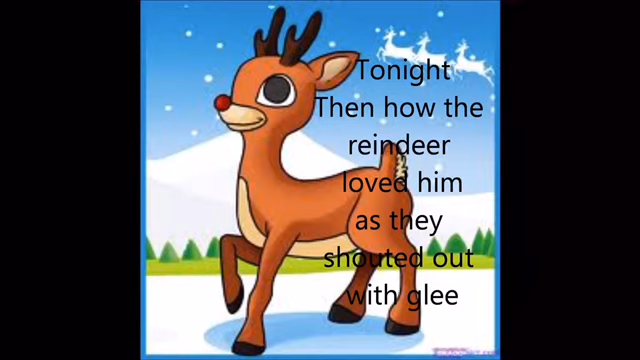 Tonight
Then how the
reindeer
loved him
as they
shouted out
with glee